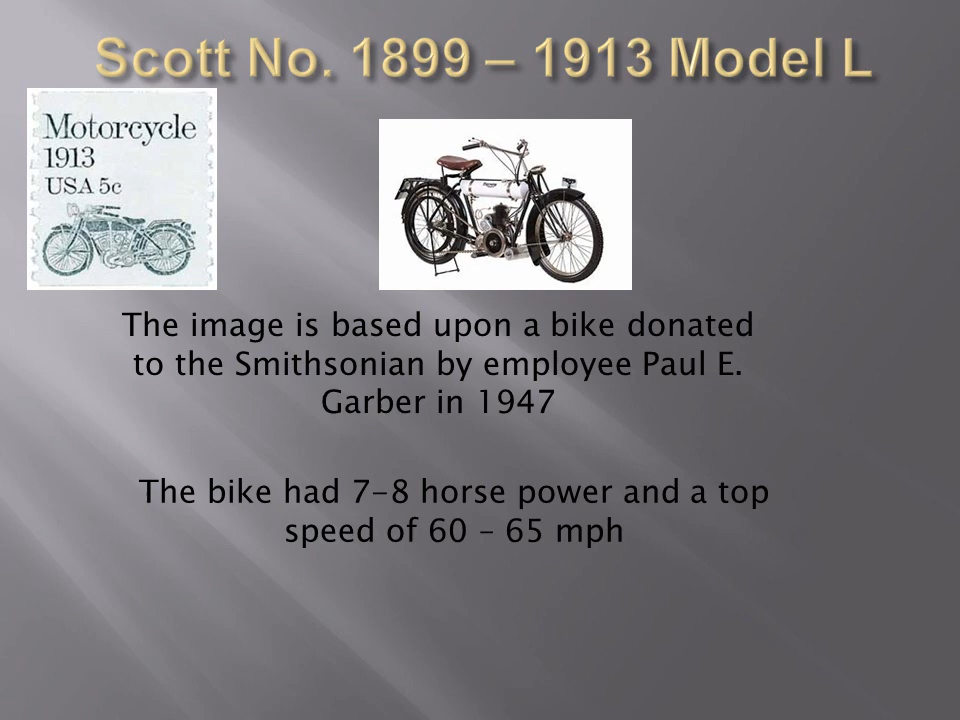 Scott No. 1899 – 1913 Model L
Motorcycle
1913
USA 5c
The image is based upon a bike donated
to the Smithsonian by employee Paul E.
Garber in 1947
The bike had 7-8 horse power and a top
speed of 60 – 65 mph